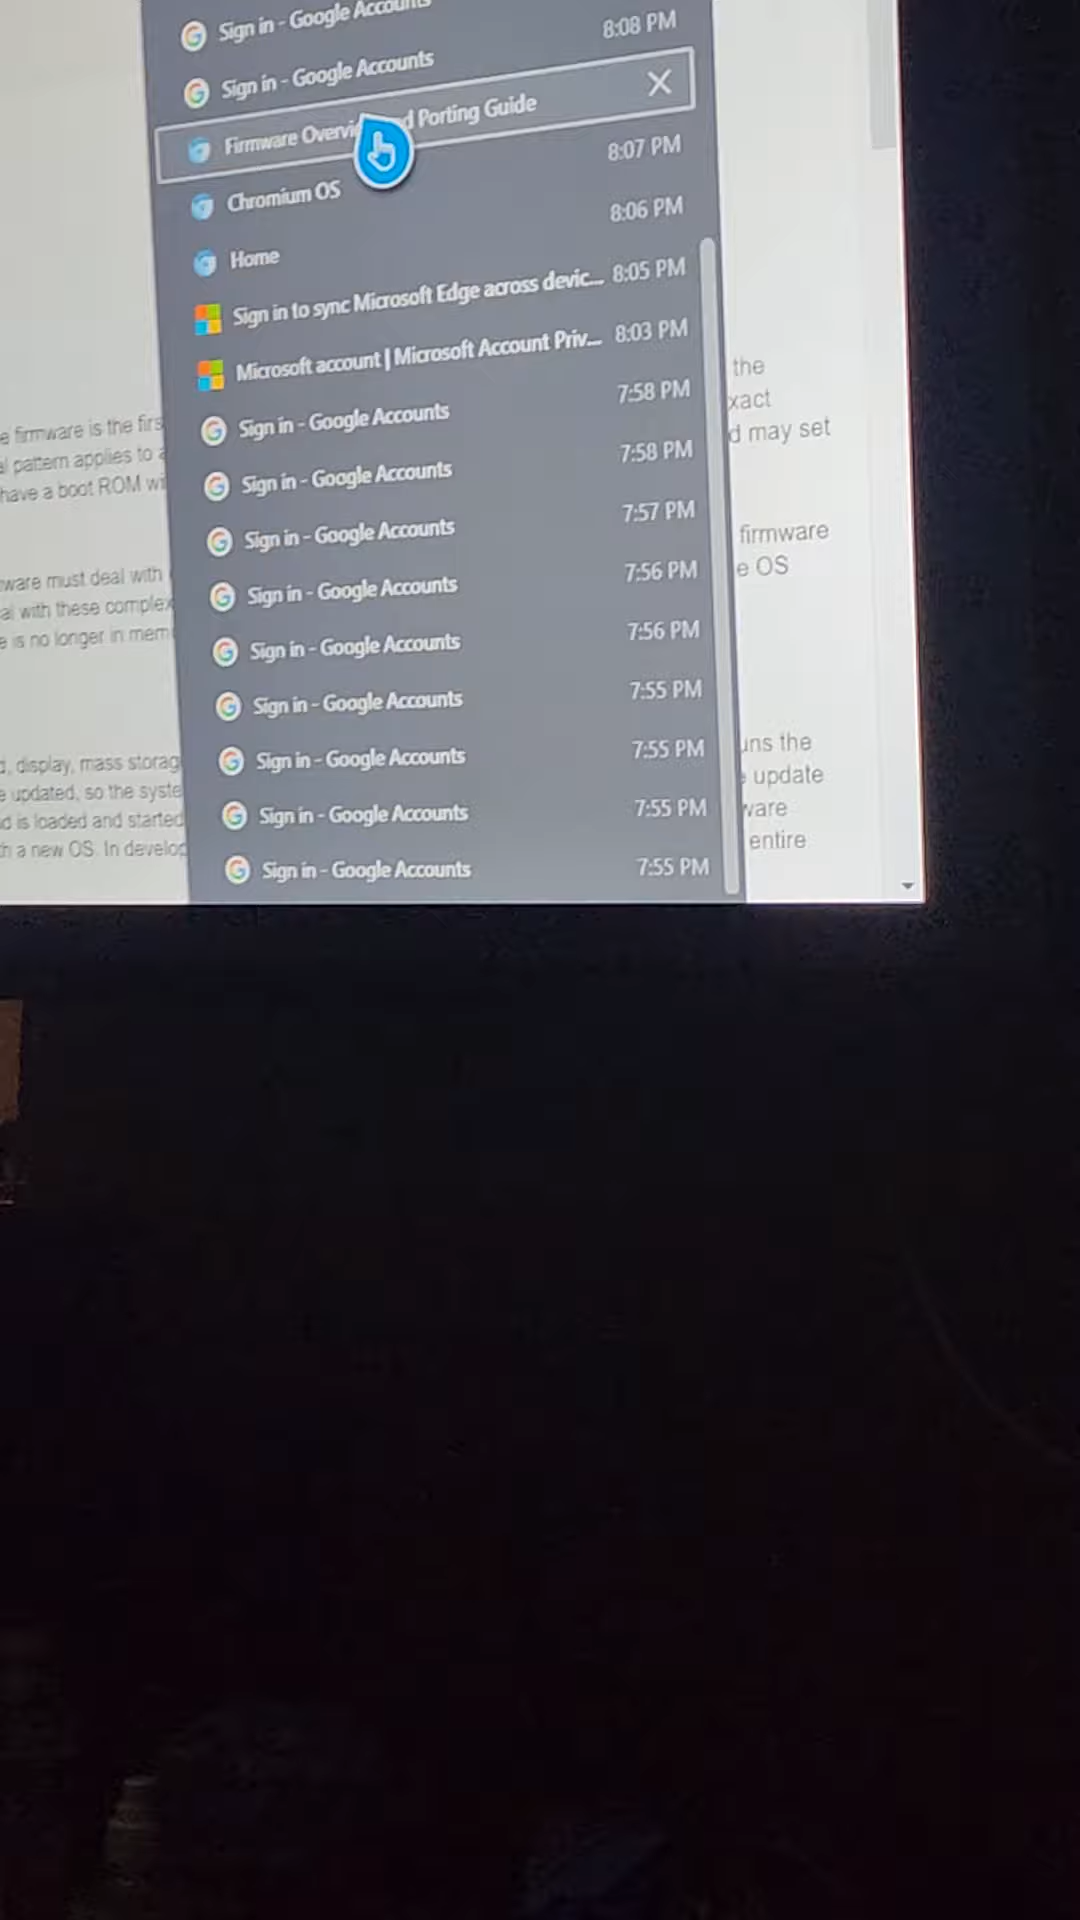 Sign in - Google Accounts
Sign in - Google Accounts 8:08 PM
Firmware Overvi d Porting Guide
Chromium OS 8:07 PM
Home 8:06 PM
Sign in to sync Microsoft Edge across devic... 8:05 PM
Microsoft account | Microsoft Account Priv... 8:03 PM
Sign in - Google Accounts 7:58 PM
Sign in - Google Accounts 7:58 PM
Sign in - Google Accounts 7:57 PM
Sign in - Google Accounts 7:56 PM
Sign in - Google Accounts 7:56 PM
Sign in - Google Accounts 7:55 PM
Sign in - Google Accounts 7:55 PM
Sign in - Google Accounts 7:55 PM
Sign in - Google Accounts 7:55 PM
e firmware is the firs
al pattern applies to a
have a boot ROM wi
ware must deal with
al with these complex
e is no longer in mem
d, display, mass storag
e updated, so the syste
d is loaded and started
th a new OS. In develop
the
xact
d may set
firmware
e OS
uns the
update
ware
entire